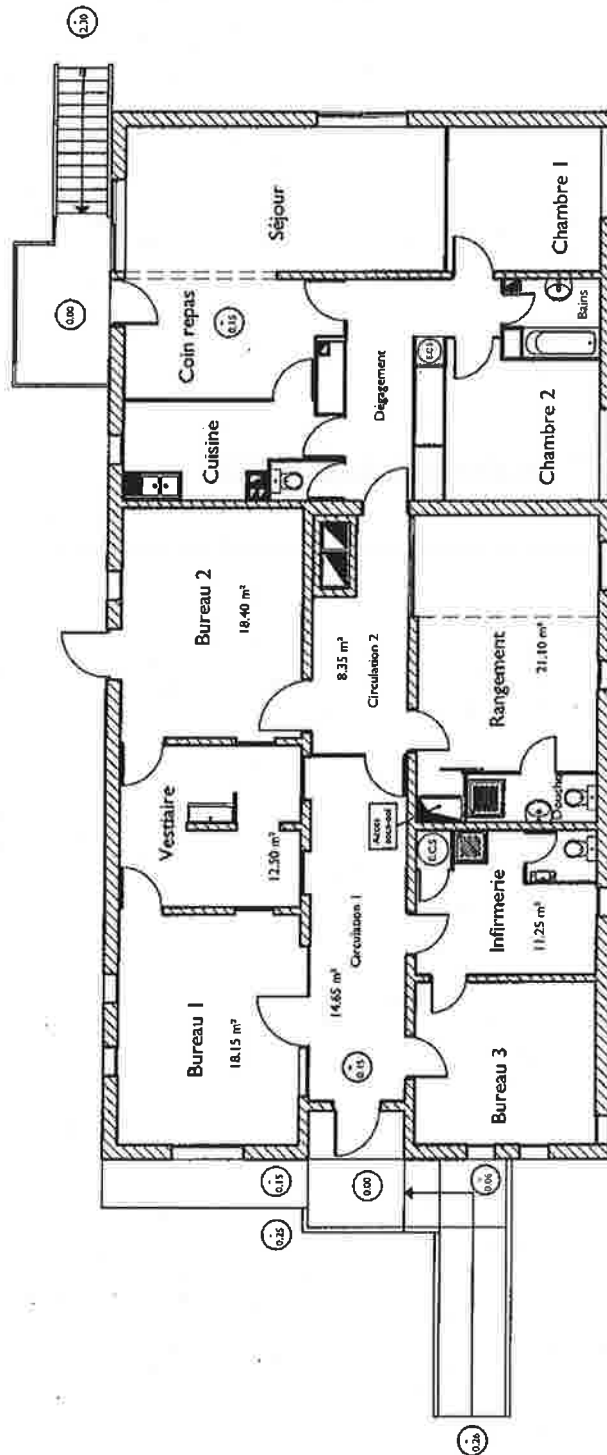 2.30
0.00
Séjour
Chambre 1
Coin repas
0.15
Bains
Cuisine
Dégagement
E.C.S
Chambre 2
Bureau 2
18.40 m²
8.35 m²
Circulation 2
Rangement
21.10 m²
Vestiaire
12.50 m²
Accès
sous-sol
Douche
E.C.S
Circulation 1
14.65 m²
Infirmerie
11.25 m²
Bureau 1
18.15 m²
0.15
Bureau 3
0.15
0.00
0.06
0.25
0.26